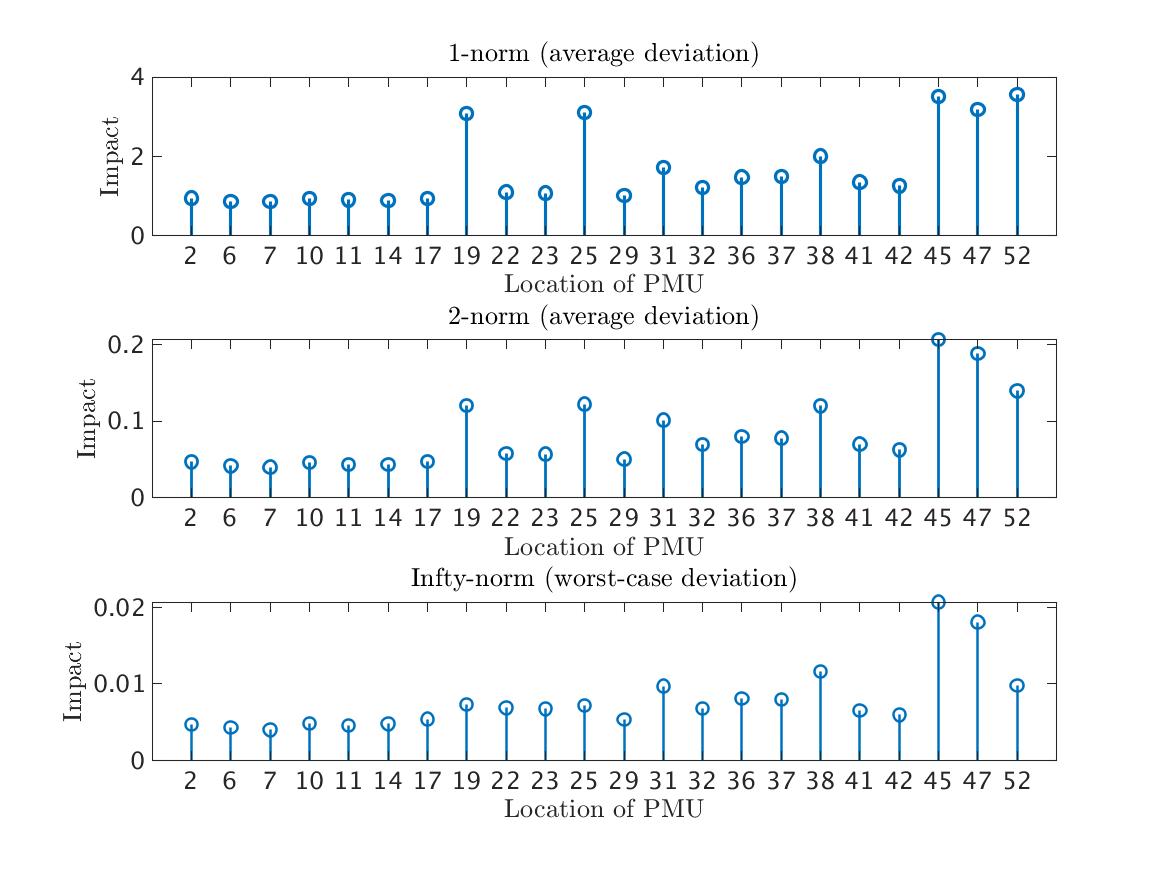 1-norm (average deviation)
4
2
0
Impact
2 6 7 10 11 14 17 19 22 23 25 29 31 32 36 37 38 41 42 45 47 52
Location of PMU
2-norm (average deviation)
0.2
0.1
0
Impact
2 6 7 10 11 14 17 19 22 23 25 29 31 32 36 37 38 41 42 45 47 52
Location of PMU
Infty-norm (worst-case deviation)
0.02
0.01
0
Impact
2 6 7 10 11 14 17 19 22 23 25 29 31 32 36 37 38 41 42 45 47 52
Location of PMU